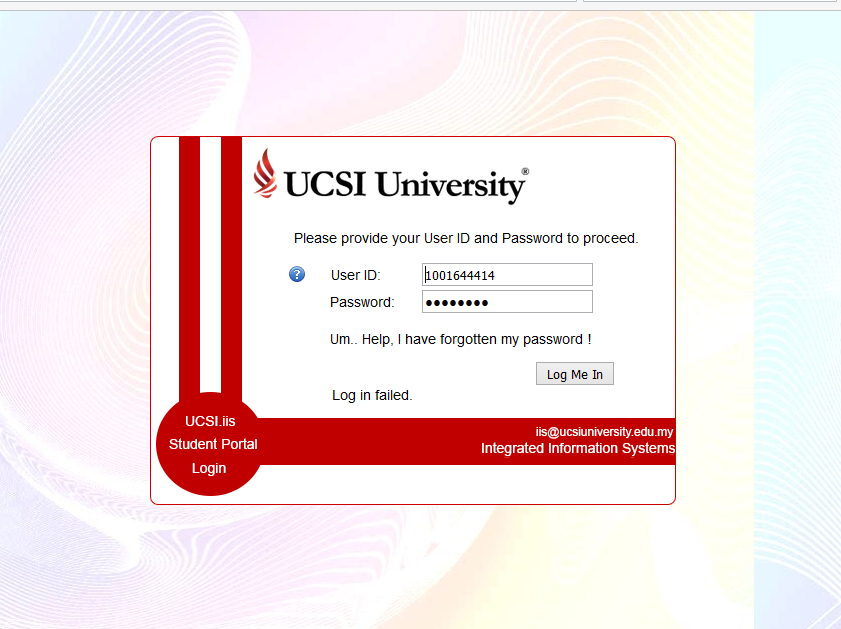 UCSI University®
Please provide your User ID and Password to proceed.
?
User ID: 1001644414
Password: ●●●●●●●●
Um.. Help, I have forgotten my password !
Log Me In
Log in failed.
UCSI.iis
Student Portal
Login
iis@ucsiuniversity.edu.my
Integrated Information Systems